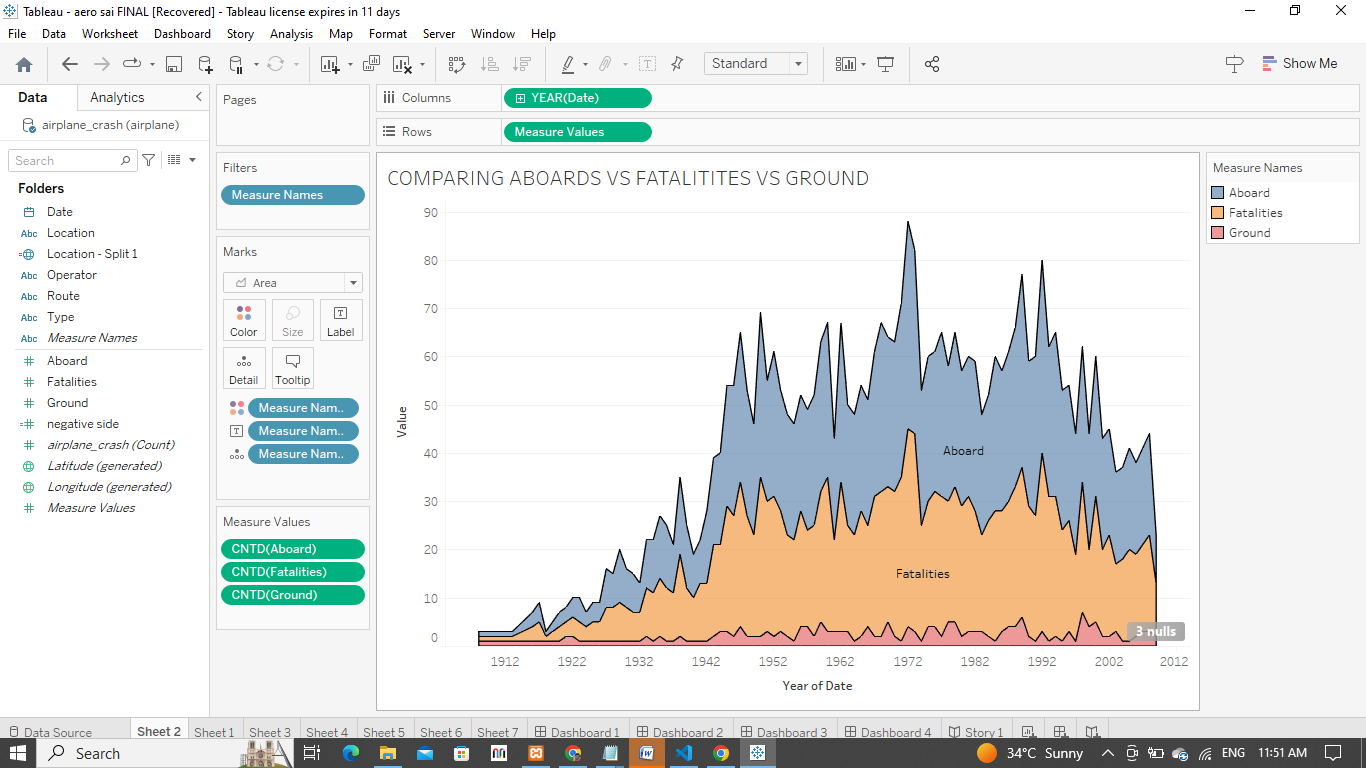 Tableau - aero sai FINAL [Recovered] - Tableau license expires in 11 days
File Data Worksheet Dashboard Story Analysis Map Format Server Window Help
Standard
Show Me
Data Analytics
airplane_crash (airplane)
Search
Folders
Date
Abc Location
Location - Split 1
Abc Operator
Abc Route
Abc Type
Abc Measure Names
Aboard
Fatalities
Ground
negative side
airplane_crash (Count)
Latitude (generated)
Longitude (generated)
Measure Values
Pages
Filters
Measure Names
Marks
Area
Color Size Label
Detail Tooltip
Measure Nam..
Measure Nam..
Measure Nam..
Measure Values
CNTD(Aboard)
CNTD(Fatalities)
CNTD(Ground)
Columns YEAR(Date)
Rows Measure Values
COMPARING ABOARDS VS FATALITITES VS GROUND
90
80
70
60
50
40
30
20
10
0
Value
Aboard
Fatalities
3 nulls
1912 1922 1932 1942 1952 1962 1972 1982 1992 2002 2012
Year of Date
Measure Names
Aboard
Fatalities
Ground
Data Source Sheet 2 Sheet 1 Sheet 3 Sheet 4 Sheet 5 Sheet 6 Sheet 7 Dashboard 1 Dashboard 2 Dashboard 3 Dashboard 4 Story 1
Search 34°C Sunny ENG 11:51 AM